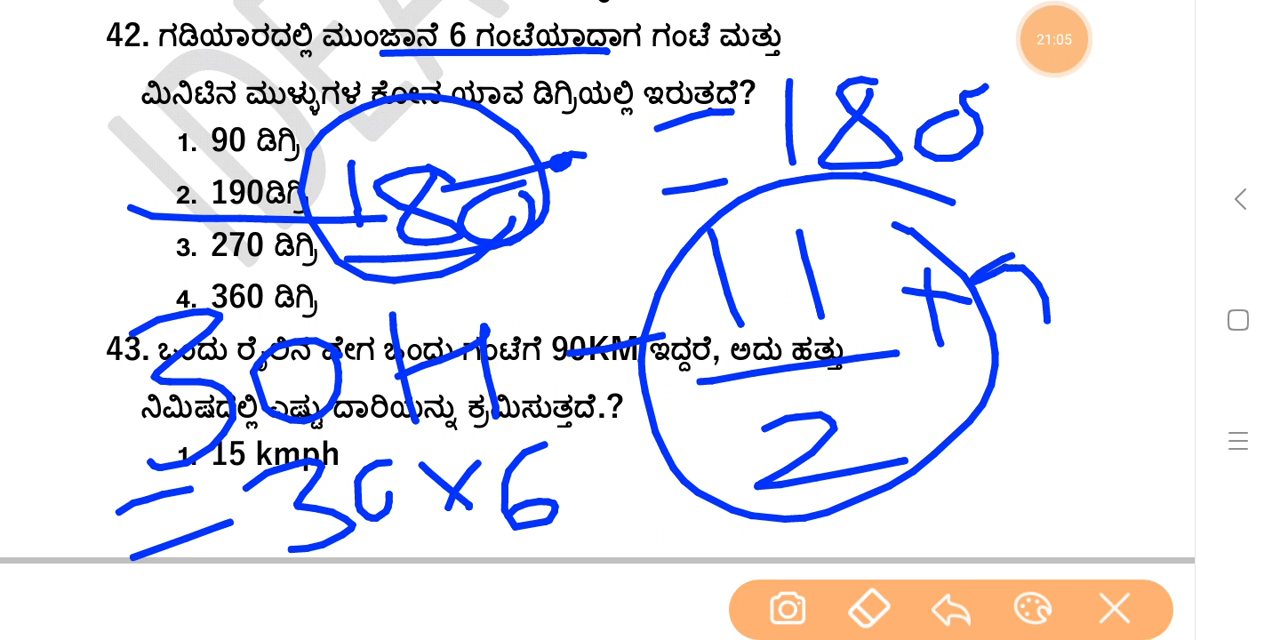 42. ಗಡಿಯಾರದಲ್ಲಿ ಮುಂಜಾನೆ 6 ಗಂಟೆಯಾದಾಗ ಗಂಟೆ ಮತ್ತು
21:05
ಮಿನಿಟಿನ ಮುಳ್ಳುಗಳ ಕೋನ ಯಾವ ಡಿಗ್ರಿಯಲ್ಲಿ ಇರುತದೆ?
= 180
1. 90 ಡಿಗ್ರಿ
2. 190ಡಿಗ್ರಿ
180
=
3. 270 ಡಿಗ್ರಿ
11
2
4. 360 ಡಿಗ್ರಿ
30 H
43. ಒಂದು ರೈಲಿನ ವೇಗ ಒಂದು ಗಂಟೆಗೆ 90KM ಇದ್ದರೆ, ಅದು ಹತ್ತು
ನಿಮಿಷದಲ್ಲಿ ಎಷ್ಟು ದಾರಿಯನ್ನು ಕ್ರಮಿಸುತ್ತದೆ.?
1. 15 kmph
= 30 × 6